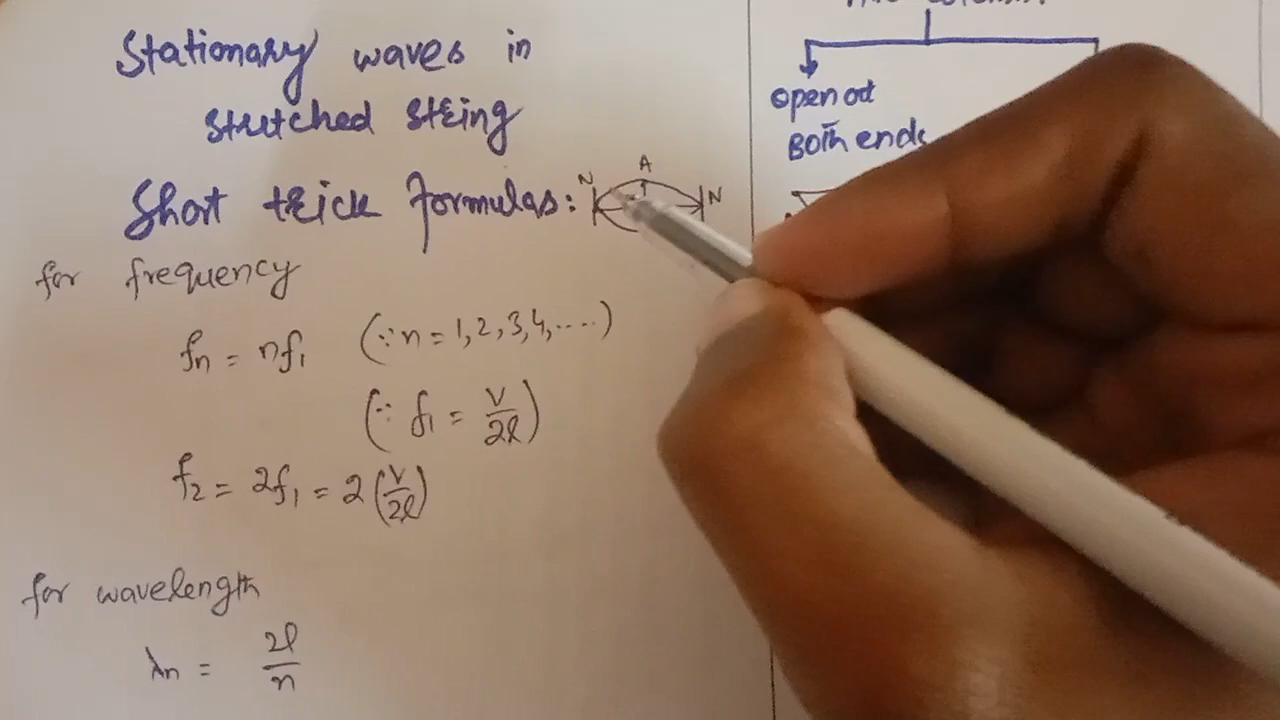 Stationary waves in
stretched string
Short trick formulas:
N A N
for frequency
fn = nf1 (∵ n = 1, 2, 3, 4, ....)
(∵ f1 = v/2l)
f2 = 2f1 = 2(v/2l)
for wavelength
λn = 2l/n
open at
Both ends